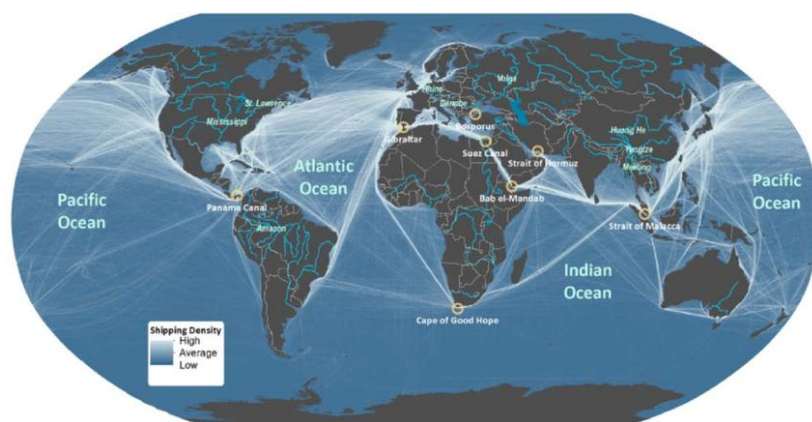 St. Lawrence
Mississippi
Rhine
Danube
Volga
Bosporus
Gibraltar
Suez Canal
Strait of Hormuz
Huang He
Yangtze
Mekong
Atlantic
Ocean
Pacific
Ocean
Panama Canal
Amazon
Bab el-Mandab
Strait of Malacca
Pacific
Ocean
Indian
Ocean
Cape of Good Hope
Shipping Density
High
Average
Low